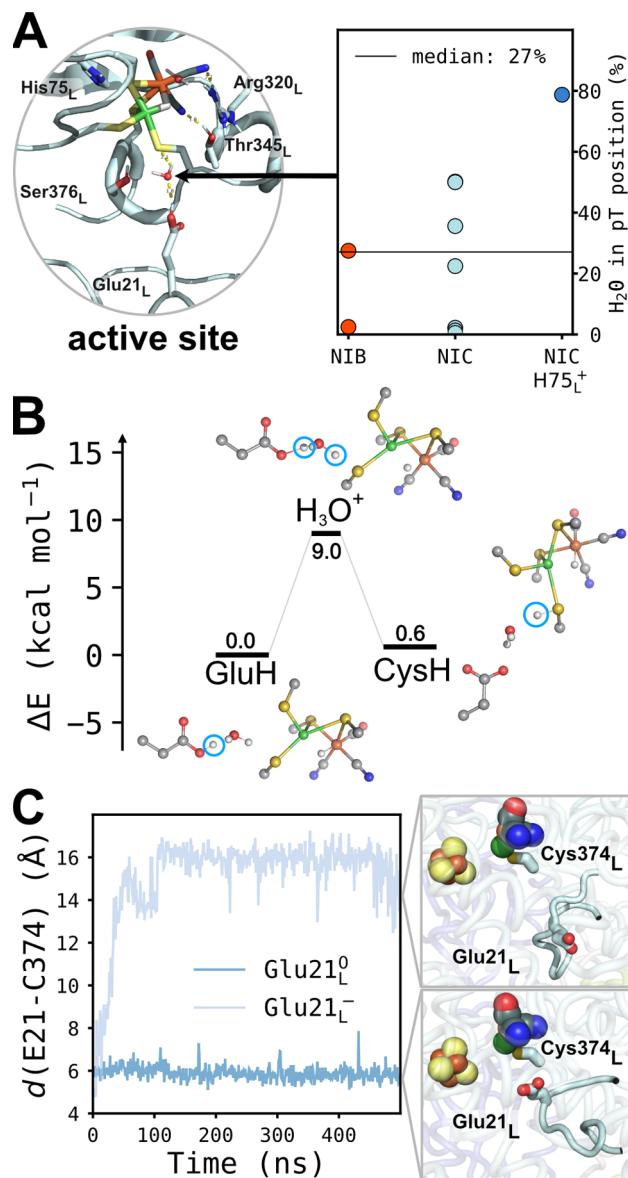 A
His75L
Arg320L
Thr345L
Ser376L
Glu21L
active site
median: 27%
80
60
40
20
0
H20 in pT position (%)
NIB
NIC
NIC
H75L+
B
15
10
5
0
−5
ΔE (kcal mol−1)
H3O+
9.0
0.0
GluH
0.6
CysH
C
16
14
12
10
8
6
4
d(E21-C374) (Å)
Glu21L0
Glu21L−
0
100
200
300
400
Time (ns)
Cys374L
Glu21L
Cys374L
Glu21L